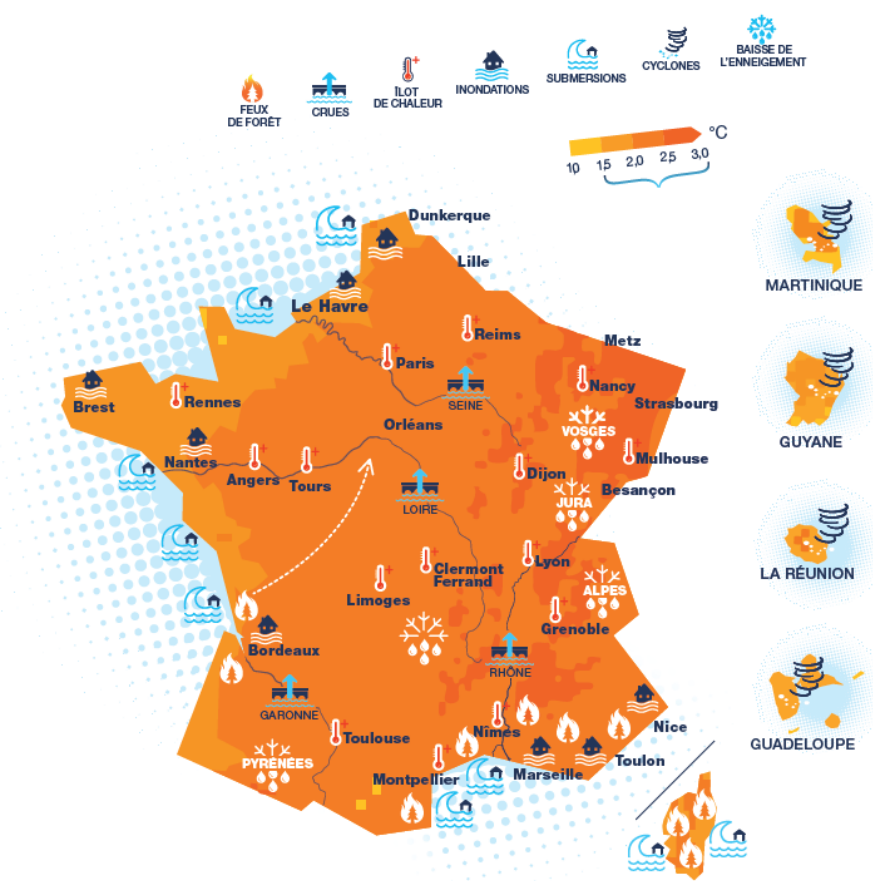 FEUX
DE FORÊT
CRUES
ÎLOT
DE CHALEUR
INONDATIONS
SUBMERSIONS
CYCLONES
BAISSE DE
L'ENNEIGEMENT
°C
10 1,5 2,0 2,5 3,0
Dunkerque
Lille
Le Havre
Reims
Metz
Paris
Nancy
Brest
Rennes
SEINE
Strasbourg
Orléans
VOSGES
Nantes
Mulhouse
Angers
Tours
Dijon
Besançon
JURA
LOIRE
Lyon
Clermont
Ferrand
ALPES
Limoges
Grenoble
Bordeaux
RHÔNE
GARONNE
Nîmes
Nice
Toulouse
PYRÉNÉES
Montpellier
Marseille
Toulon
MARTINIQUE
GUYANE
LA RÉUNION
GUADELOUPE